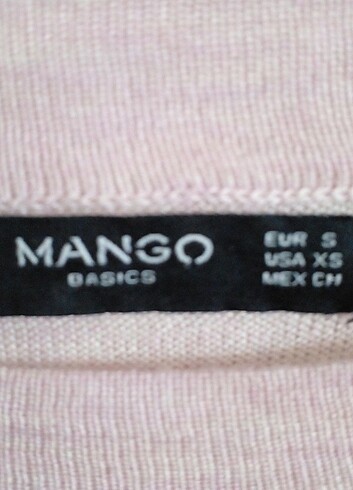 MANGO
BASICS
EUR S
USA XS
MEX CH